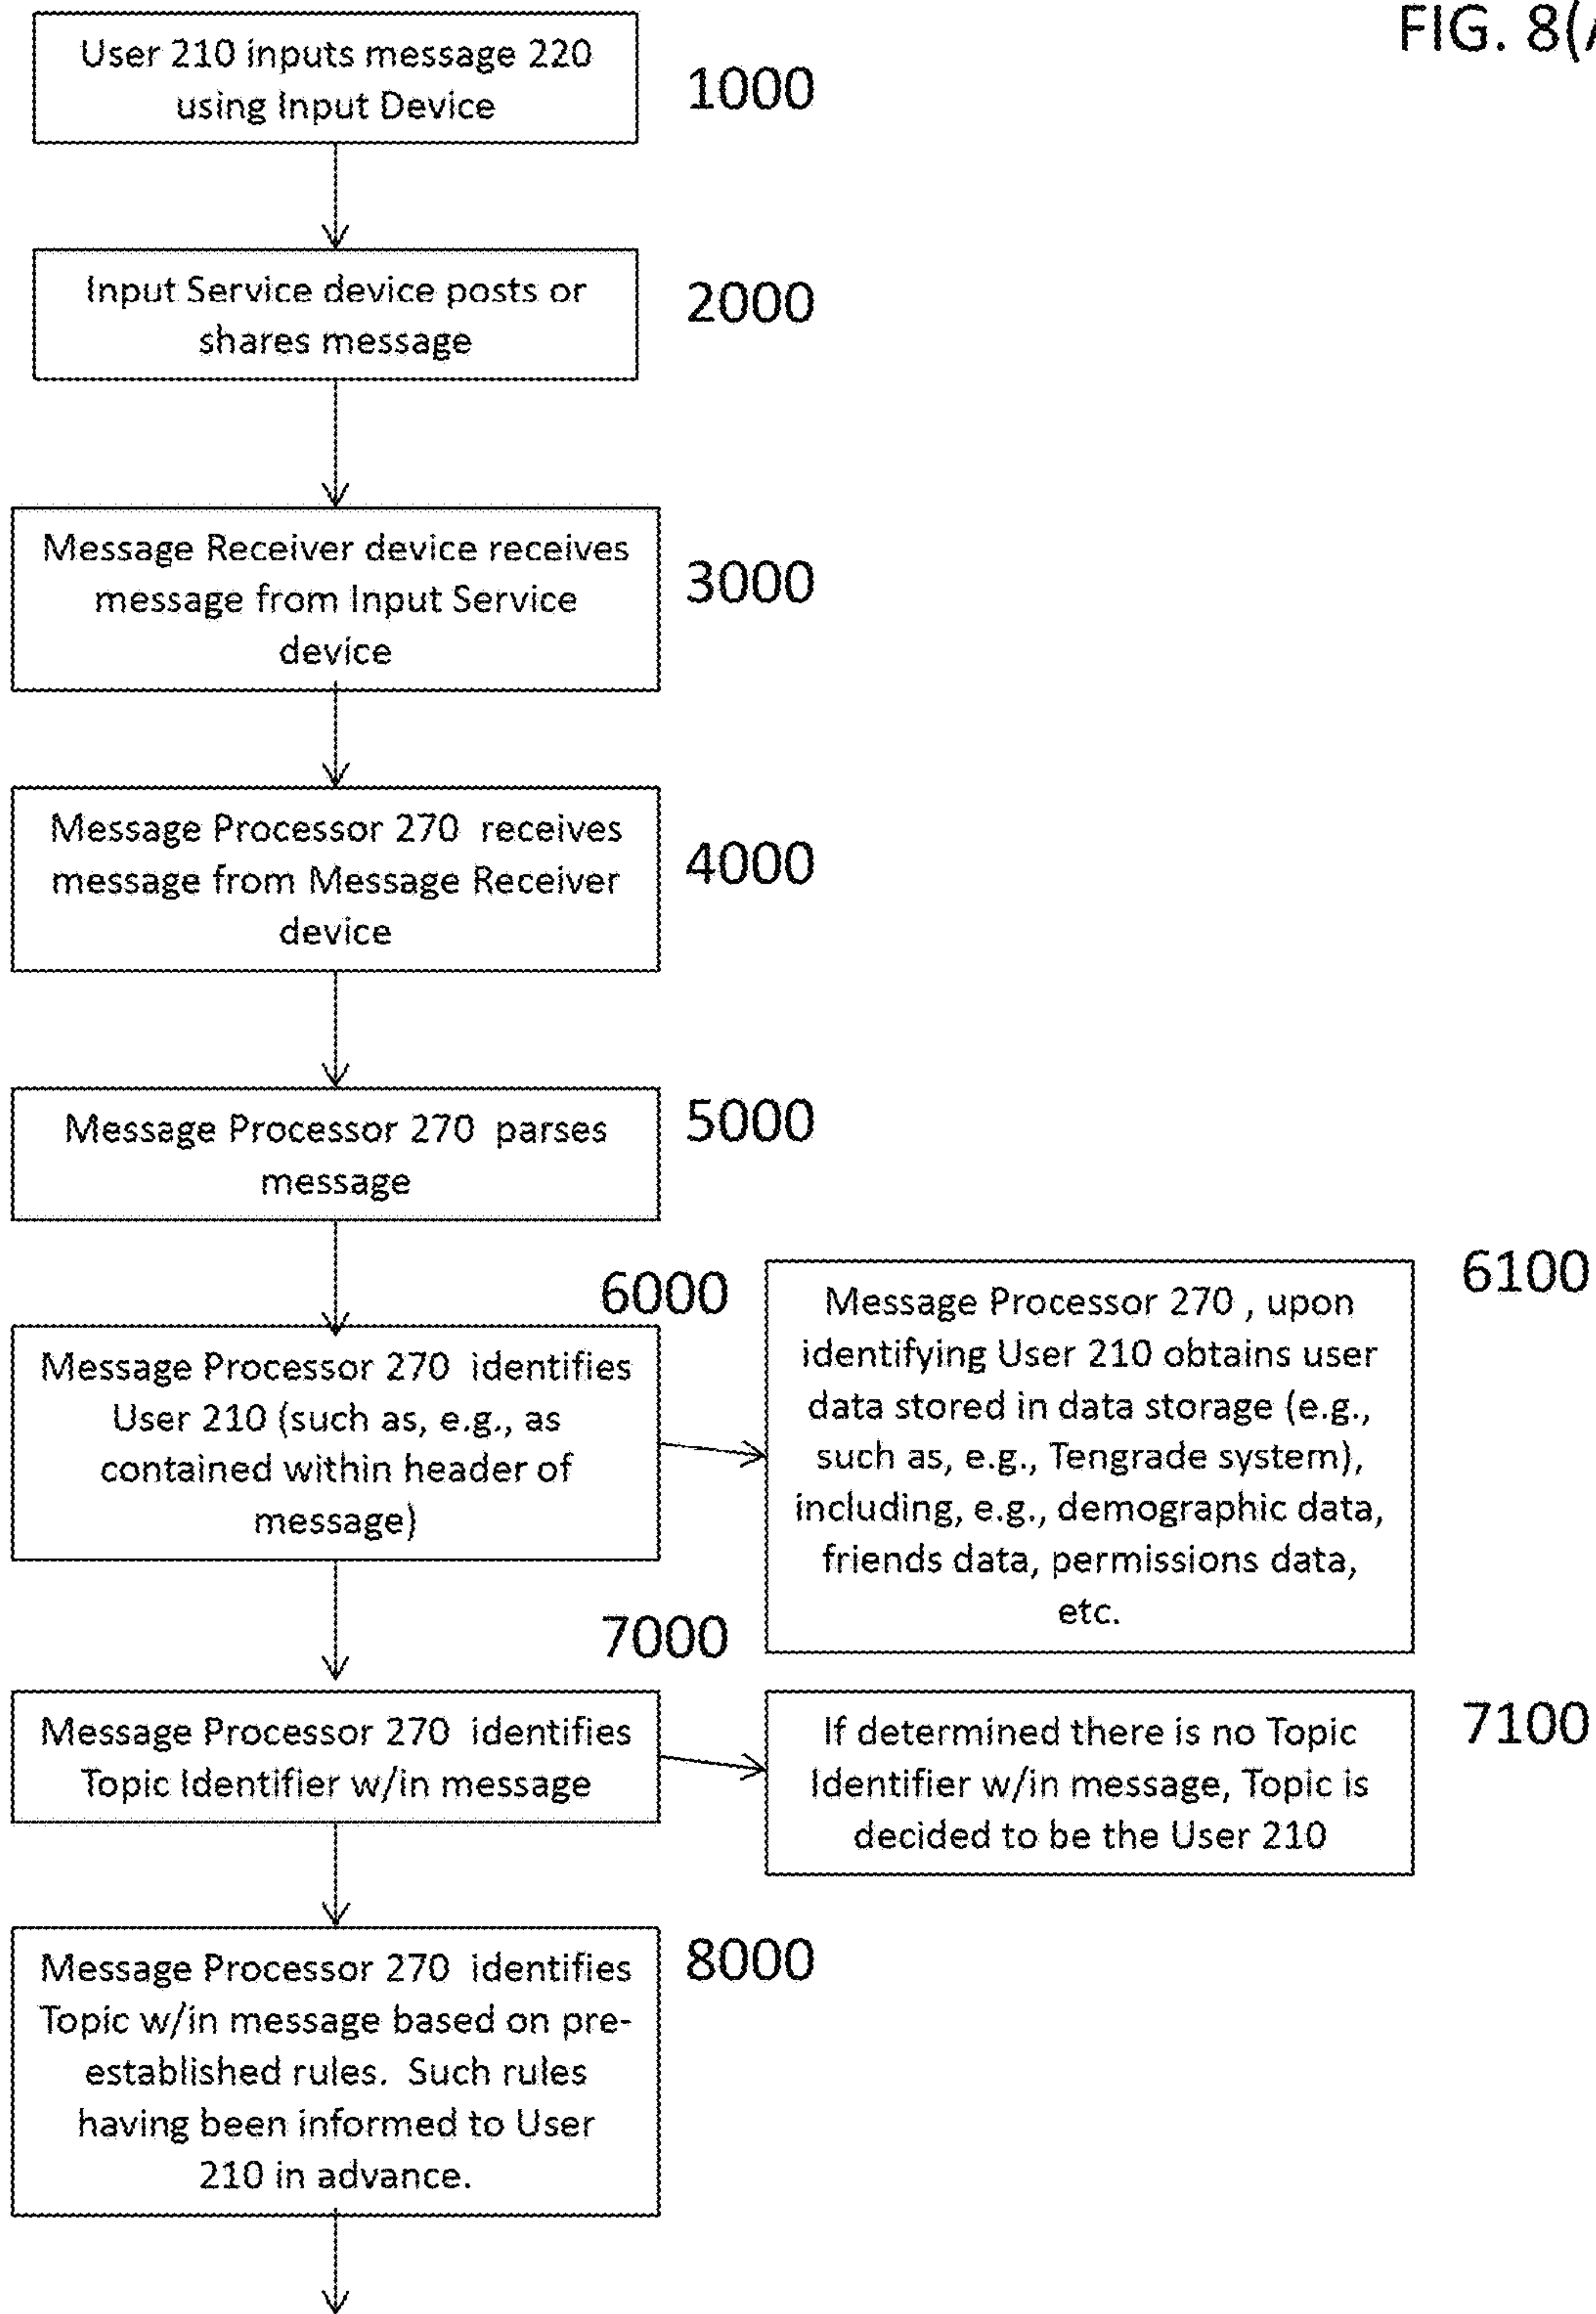 FIG. 8(A
User 210 inputs message 220
using Input Device
1000
Input Service device posts or
shares message
2000
Message Receiver device receives
message from Input Service
device
3000
Message Processor 270 receives
message from Message Receiver
device
4000
Message Processor 270 parses
message
5000
6000
Message Processor 270 identifies
User 210 (such as, e.g., as
contained within header of
message)
6100
Message Processor 270 , upon
identifying User 210 obtains user
data stored in data storage (e.g.,
such as, e.g., Tengrade system),
including, e.g., demographic data,
friends data, permissions data,
etc.
7000
Message Processor 270 identifies
Topic Identifier w/in message
7100
If determined there is no Topic
Identifier w/in message, Topic is
decided to be the User 210
8000
Message Processor 270 identifies
Topic w/in message based on pre-
established rules. Such rules
having been informed to User
210 in advance.